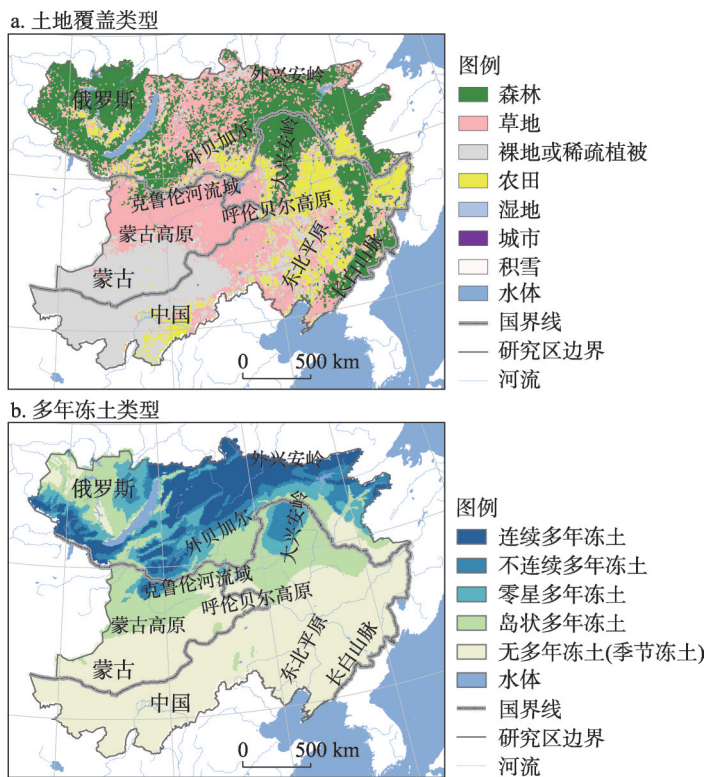 a. 土地覆盖类型
外兴安岭
俄罗斯
外贝加尔
大兴安岭
克鲁伦河流域
呼伦贝尔高原
蒙古高原
东北平原
长白山脉
蒙古
中国
0 500 km
图例
森林
草地
裸地或稀疏植被
农田
湿地
城市
积雪
水体
国界线
研究区边界
河流
b. 多年冻土类型
外兴安岭
俄罗斯
外贝加尔
大兴安岭
克鲁伦河流域
呼伦贝尔高原
蒙古高原
东北平原
长白山脉
蒙古
中国
0 500 km
图例
连续多年冻土
不连续多年冻土
零星多年冻土
岛状多年冻土
无多年冻土(季节冻土)
水体
国界线
研究区边界
河流